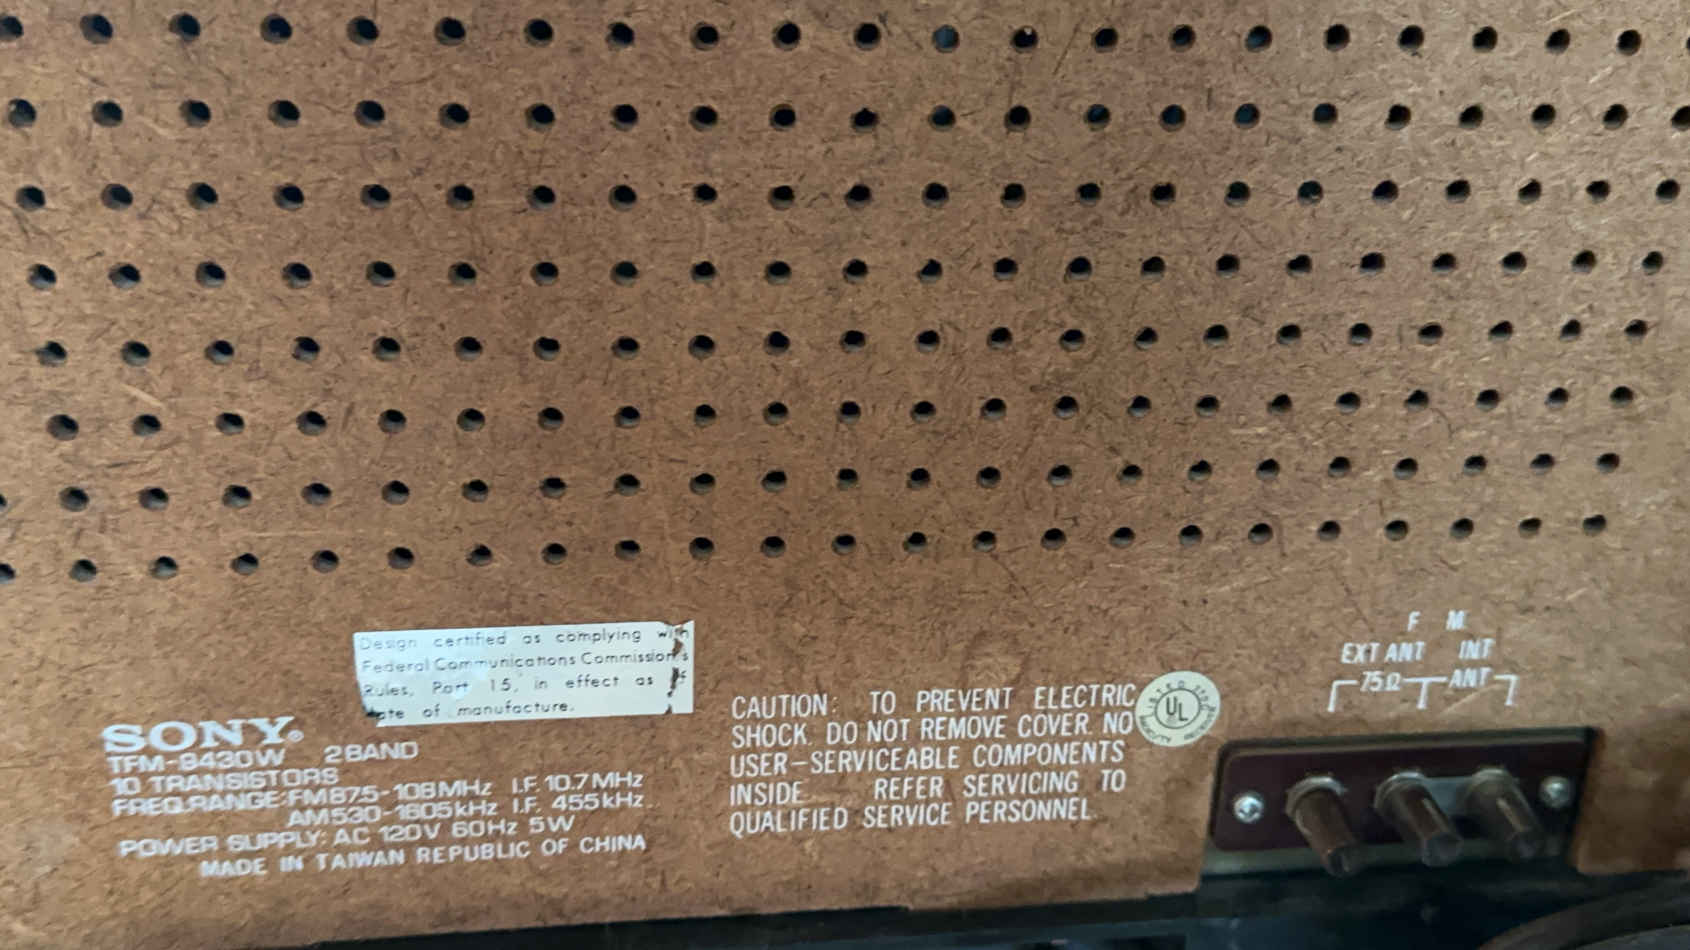 Design certified as complying with
Federal Communications Commission's
Rules, Part 15, in effect as of
date of manufacture.
SONY®
TFM-9430W 2 BAND
10 TRANSISTORS
FREQ.RANGE:FM87.5-108MHz I.F. 10.7MHz
AM530-1605kHz I.F. 455kHz
POWER SUPPLY: AC 120V 60Hz 5W
MADE IN TAIWAN REPUBLIC OF CHINA
CAUTION: TO PREVENT ELECTRIC
SHOCK. DO NOT REMOVE COVER. NO
USER-SERVICEABLE COMPONENTS
INSIDE. REFER SERVICING TO
QUALIFIED SERVICE PERSONNEL.
LISTED
UL
F M
EXT ANT INT
75Ω ANT